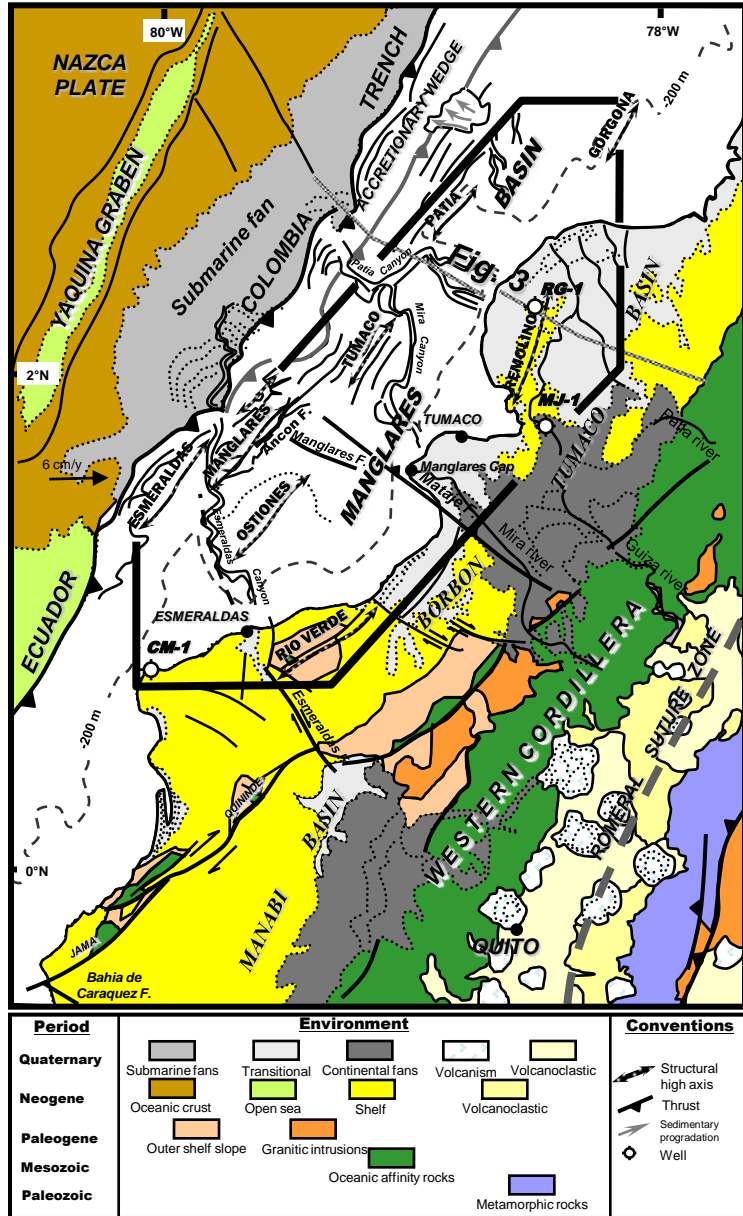 80°W
78°W
NAZCA
PLATE
TRENCH
ACCRETIONARY WEDGE
-200 m
GORGONA
BASIN
PATIA
YAQUINA GRABEN
Submarine fan
COLOMBIA
Patia Canyon
Fig. 3
RG-1
BASIN
TUMACO
Mira
Canyon
REMOLINO
2°N
MJ-1
MANGLARES
TUMACO
TUMACO
Patia river
Ancon F.
Manglares F.
MANGLARES
Manglares Cap
6 cm/y
ESMERALDAS
OSTIONES
Mataje F.
Mira river
Guiza river
Esmeraldas
Canyon
ECUADOR
ESMERALDAS
BORBON
RIO VERDE
CM-1
WESTERN CORDILLERA
ROMERAL SUTURE ZONE
-200 m
Esmeraldas F.
QUININDE
BASIN
0°N
MANABI
JAMA
QUITO
Bahia de
Caraquez F.
Period
Environment
Conventions
Quaternary
Submarine fans
Transitional
Continental fans
Volcanism
Volcanoclastic
Structural
high axis
Neogene
Oceanic crust
Open sea
Shelf
Volcanoclastic
Thrust
Sedimentary
progradation
Paleogene
Outer shelf slope
Granitic intrusions
Well
Mesozoic
Oceanic affinity rocks
Paleozoic
Metamorphic rocks